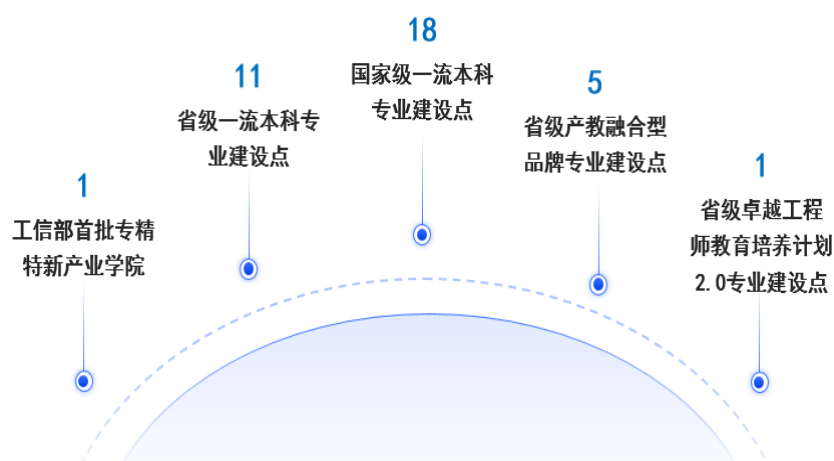 1
工信部首批专精
特新产业学院
11
省级一流本科专
业建设点
18
国家级一流本科
专业建设点
5
省级产教融合型
品牌专业建设点
1
省级卓越工程
师教育培养计划
2.0专业建设点